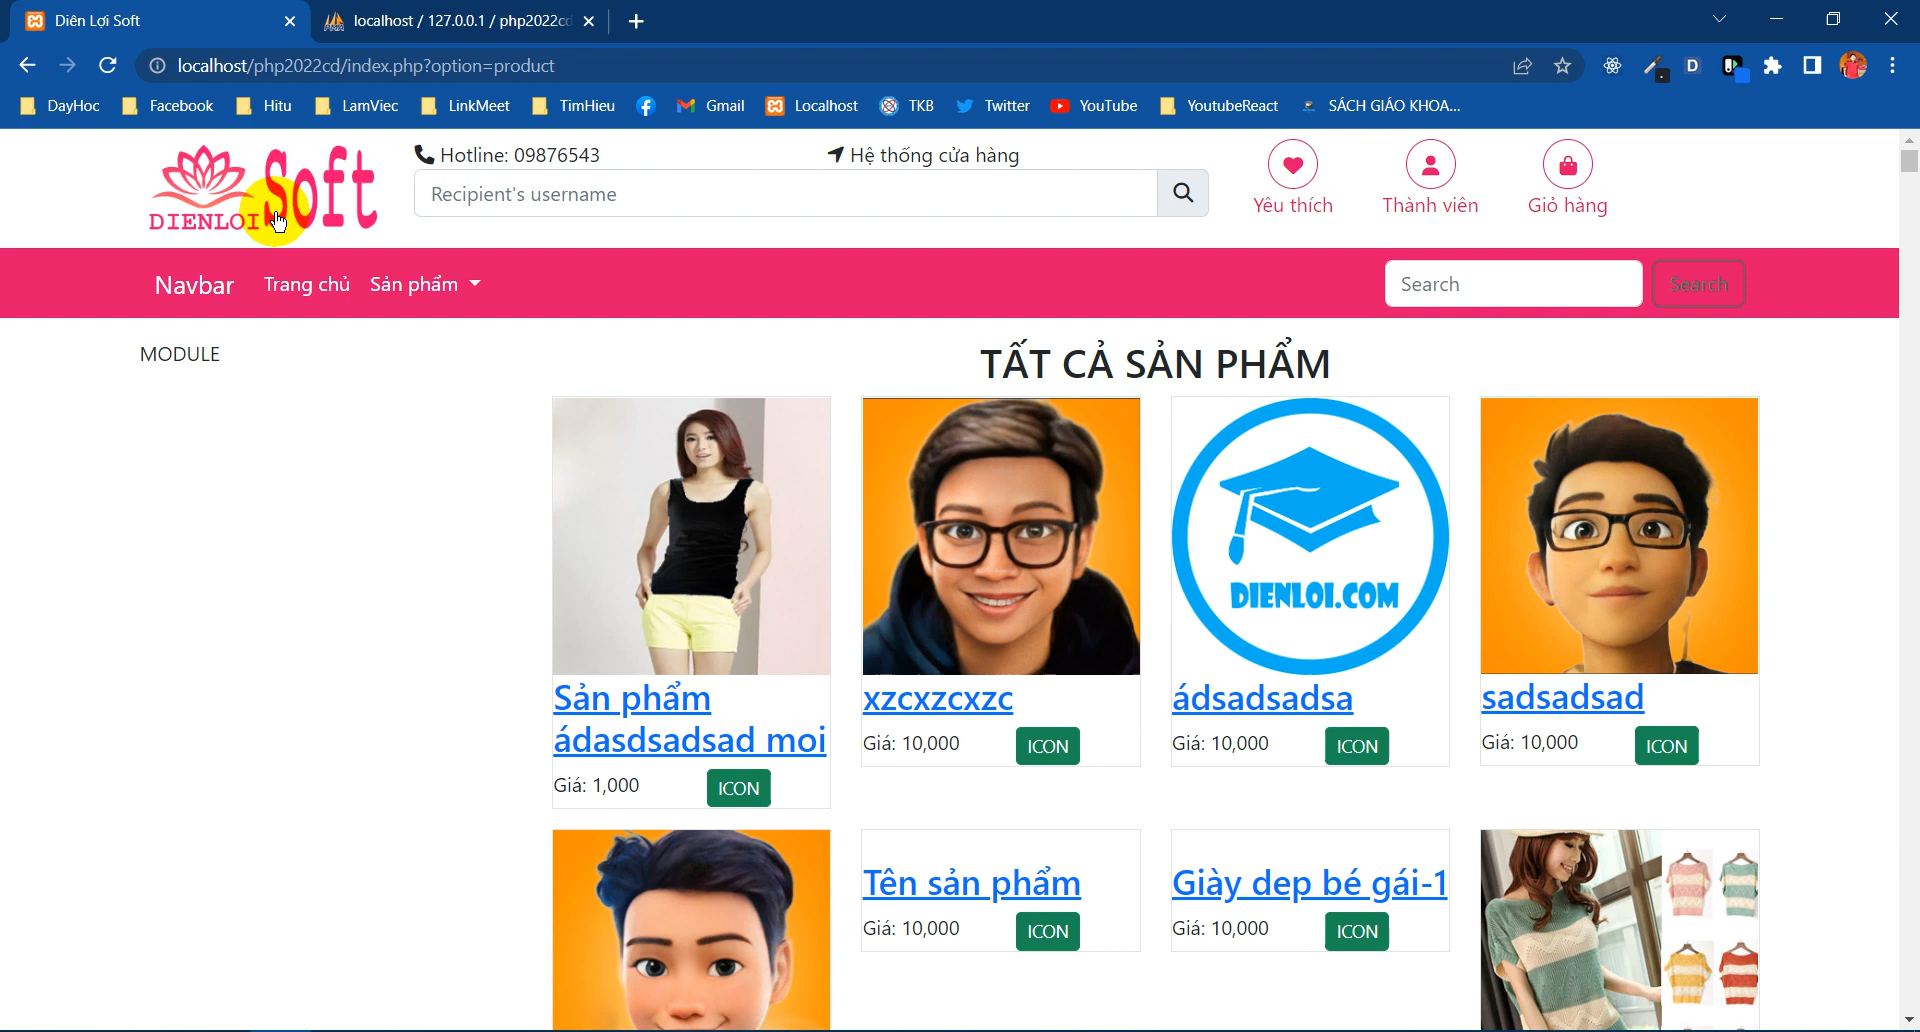 Diên Lợi Soft
localhost / 127.0.0.1 / php2022cd
localhost/php2022cd/index.php?option=product
DayHoc Facebook Hitu LamViec LinkMeet TimHieu Gmail Localhost TKB Twitter YouTube YoutubeReact SÁCH GIÁO KHOA...
DIENLOI Soft
Hotline: 09876543
Hệ thống cửa hàng
Recipient's username
Yêu thích Thành viên Giỏ hàng
Navbar Trang chủ Sản phẩm
Search Search
MODULE
TẤT CẢ SẢN PHẨM
DIENLOI.COM
Sản phẩm
ádasdsadsad moi
Giá: 1,000 ICON
xzcxzcxzc
Giá: 10,000 ICON
ádsadsadsa
Giá: 10,000 ICON
sadsadsad
Giá: 10,000 ICON
Tên sản phẩm
Giá: 10,000 ICON
Giày dep bé gái-1
Giá: 10,000 ICON